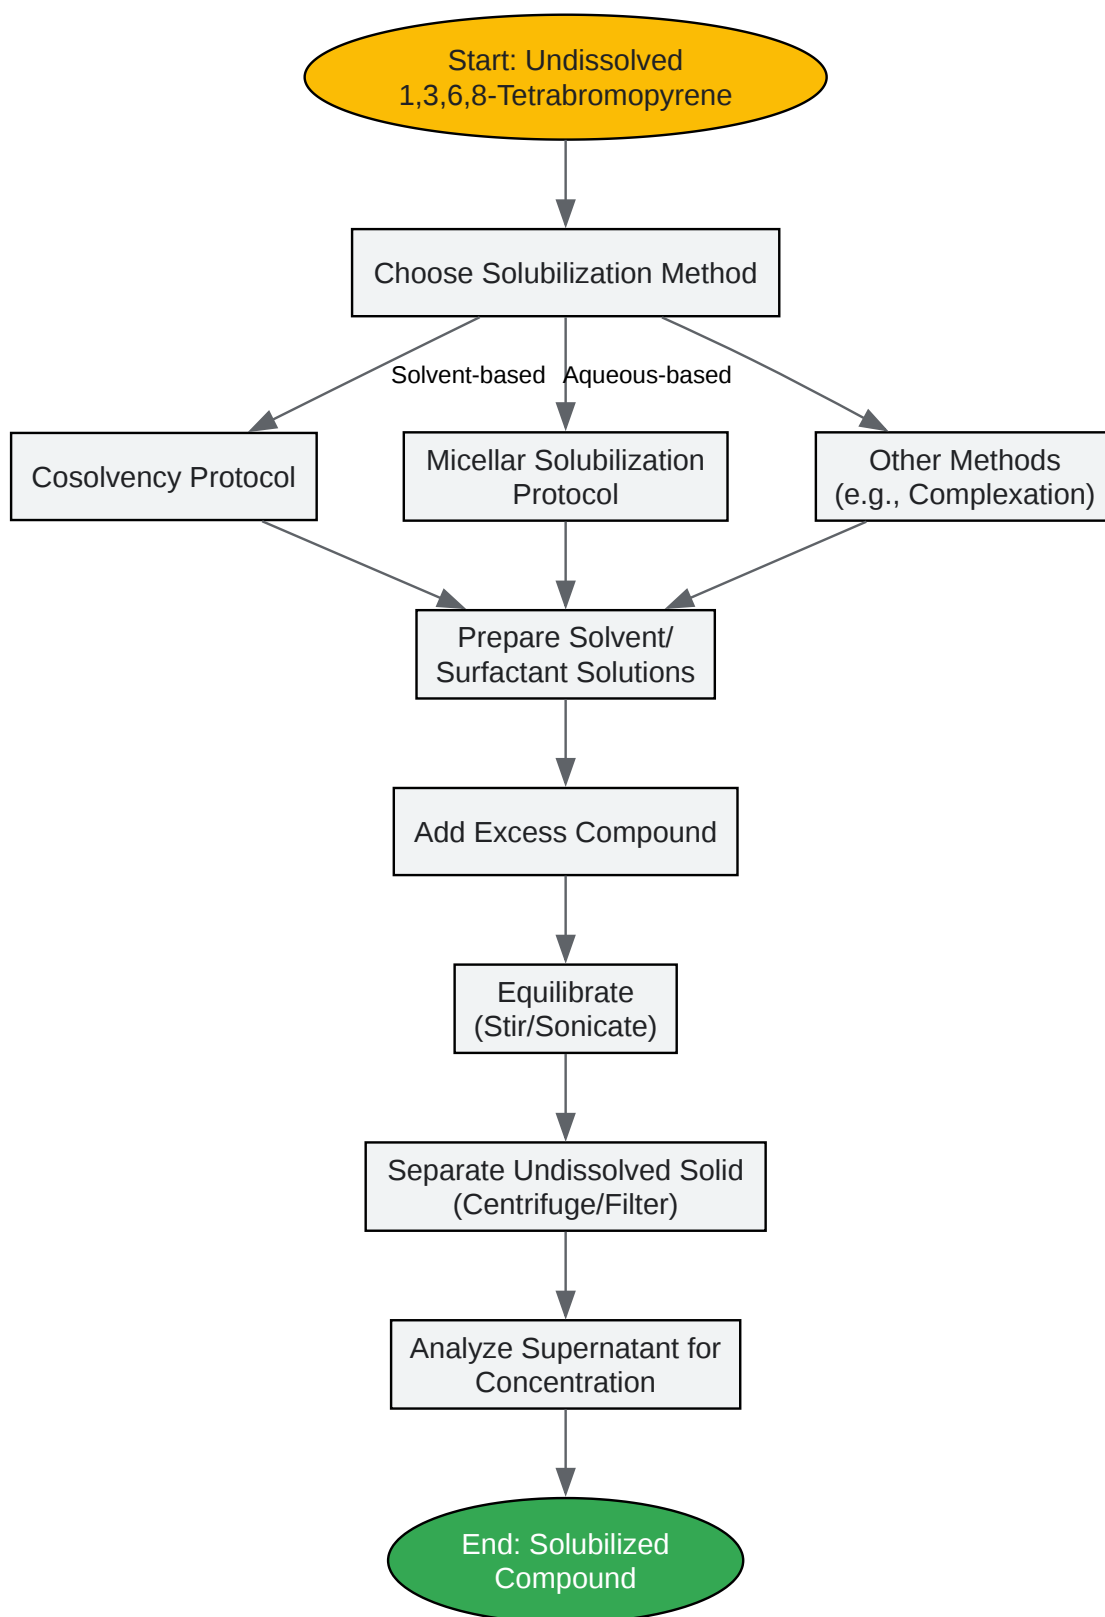 Start: Undissolved
1,3,6,8-Tetrabromopyrene
Choose Solubilization Method
Solvent-based
Aqueous-based
Cosolvency Protocol
Micellar Solubilization
Protocol
Other Methods
(e.g., Complexation)
Prepare Solvent/
Surfactant Solutions
Add Excess Compound
Equilibrate
(Stir/Sonicate)
Separate Undissolved Solid
(Centrifuge/Filter)
Analyze Supernatant for
Concentration
End: Solubilized
Compound